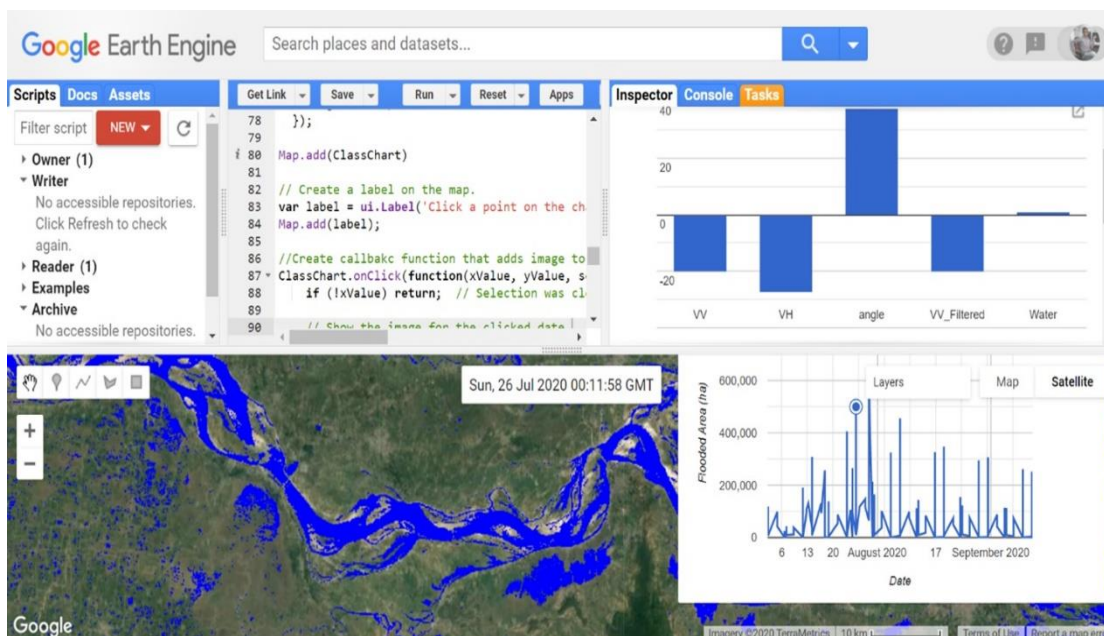 Google Earth Engine
Search places and datasets...
Scripts Docs Assets
Filter script NEW
Owner (1)
Writer
No accessible repositories.
Click Refresh to check
again.
Reader (1)
Examples
Archive
No accessible repositories.
Get Link Save Run Reset Apps
78 });
79
i 80 Map.add(ClassChart)
81
82 // Create a label on the map.
83 var label = ui.Label('Click a point on the ch
84 Map.add(label);
85
86 //Create callbakc function that adds image to
87 ClassChart.onClick(function(xValue, yValue, s
88 if (!xValue) return; // Selection was cl
89
90 // Show the image for the clicked date
Inspector Console Tasks
40
20
0
-20
VV VH angle VV_Filtered Water
Sun, 26 Jul 2020 00:11:58 GMT
+
−
Google
Layers Map Satellite
Flooded Area (ha)
600,000
400,000
200,000
0
6 13 20 August 2020 17 September 2020
Date
Imagery ©2020 TerraMetrics 10 km Terms of Use Report a map err